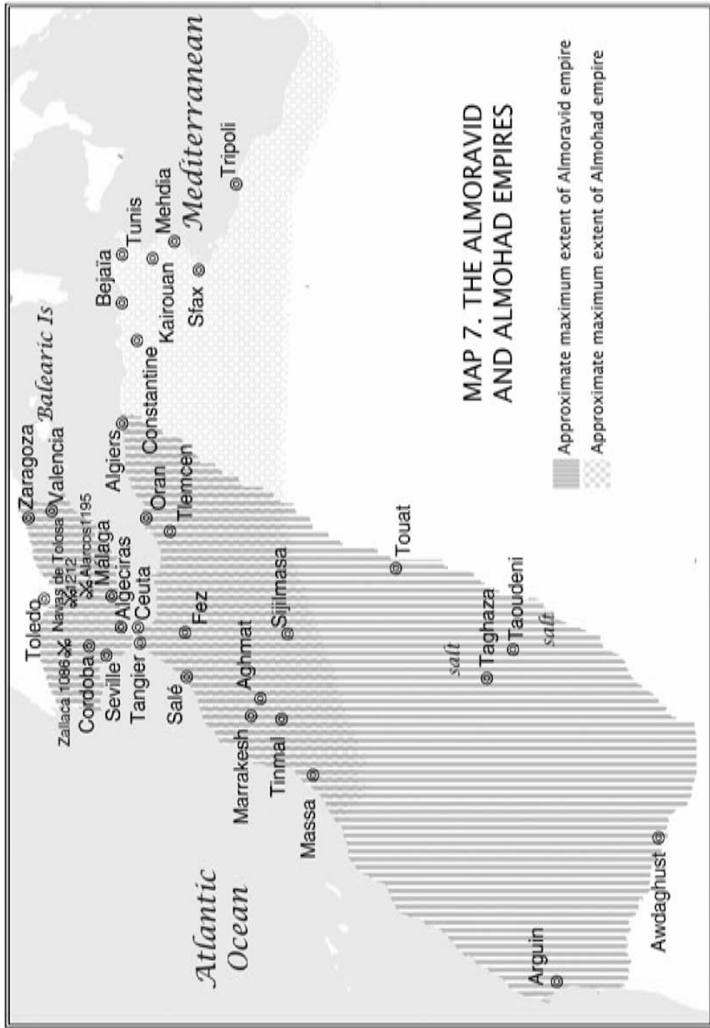 Zaragoza
Toledo
Balearic Is
Valencia
Navas de Tolosa
1212
Zallaca 1086
Alarcos1195
Cordoba
Málaga
Seville
Algeciras
Algiers
Bejaïa
Tunis
Tangier
Ceuta
Oran
Constantine
Mehdia
Kairouan
Mediterranean
Salé
Fez
Tlemcen
Sfax
Tripoli
Atlantic
Ocean
Marrakesh
Aghmat
Tinmal
Sijilmasa
Massa
Touat
salt
Taghaza
Taoudeni
salt
Arguin
Awdaghust
MAP 7. THE ALMORAVID
AND ALMOHAD EMPIRES
Approximate maximum extent of Almoravid empire
Approximate maximum extent of Almohad empire